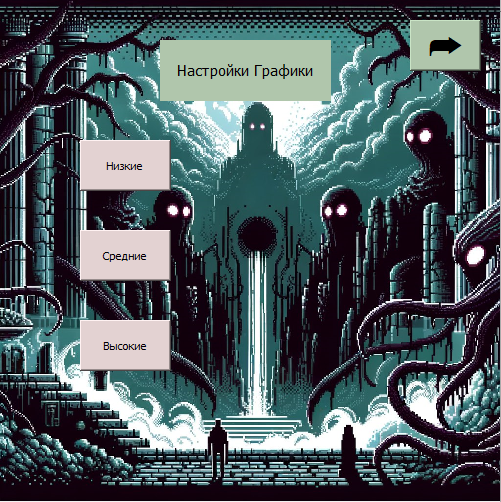 Настройки Графики
Низкие
Средние
Высокие